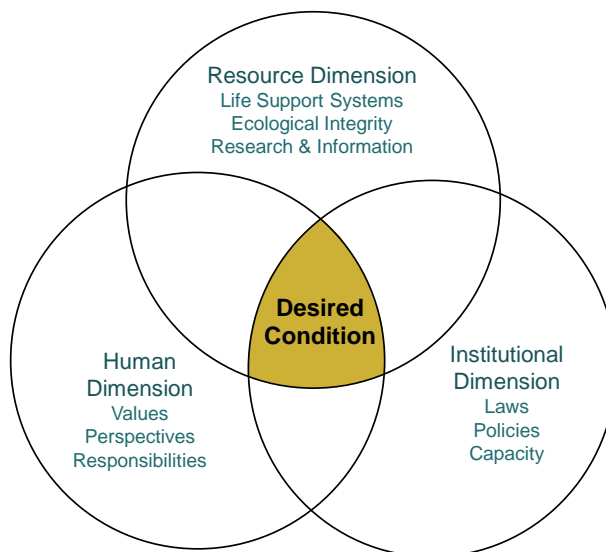 Resource Dimension
Life Support Systems
Ecological Integrity
Research & Information
Desired
Condition
Human
Dimension
Values
Perspectives
Responsibilities
Institutional
Dimension
Laws
Policies
Capacity